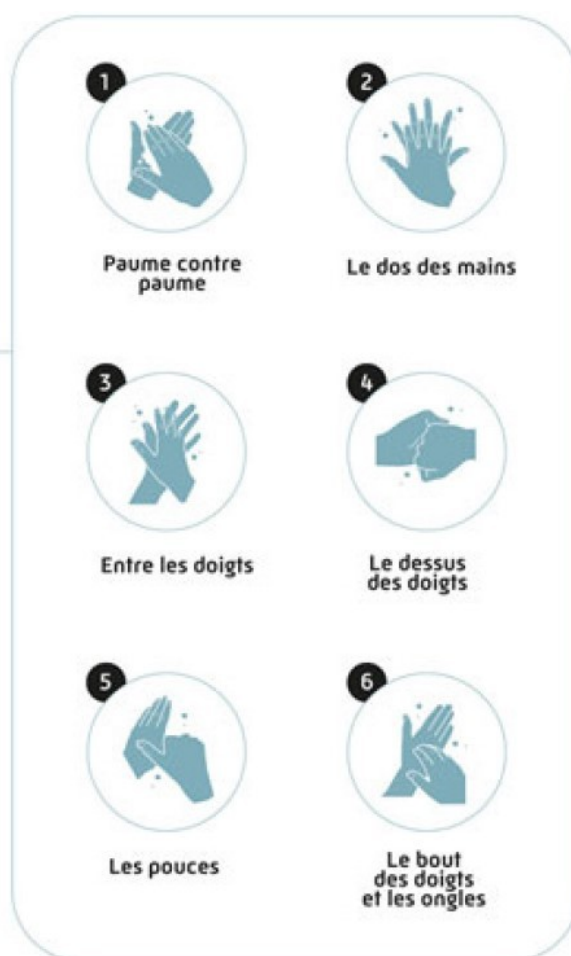 1
Paume contre
paume
2
Le dos des mains
3
Entre les doigts
4
Le dessus
des doigts
5
Les pouces
6
Le bout
des doigts
et les ongles